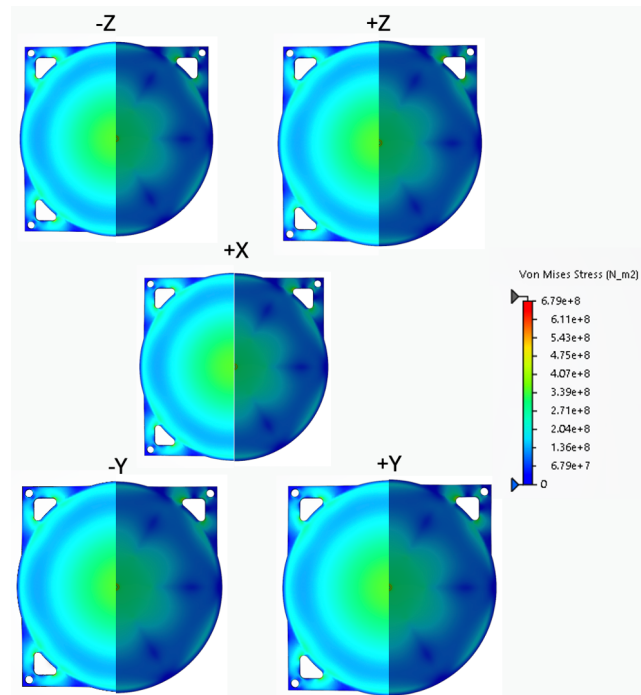 -Z
+Z
+X
-Y
+Y
Von Mises Stress (N_m2)
6.79e+8
6.11e+8
5.43e+8
4.75e+8
4.07e+8
3.39e+8
2.71e+8
2.04e+8
1.36e+8
6.79e+7
0